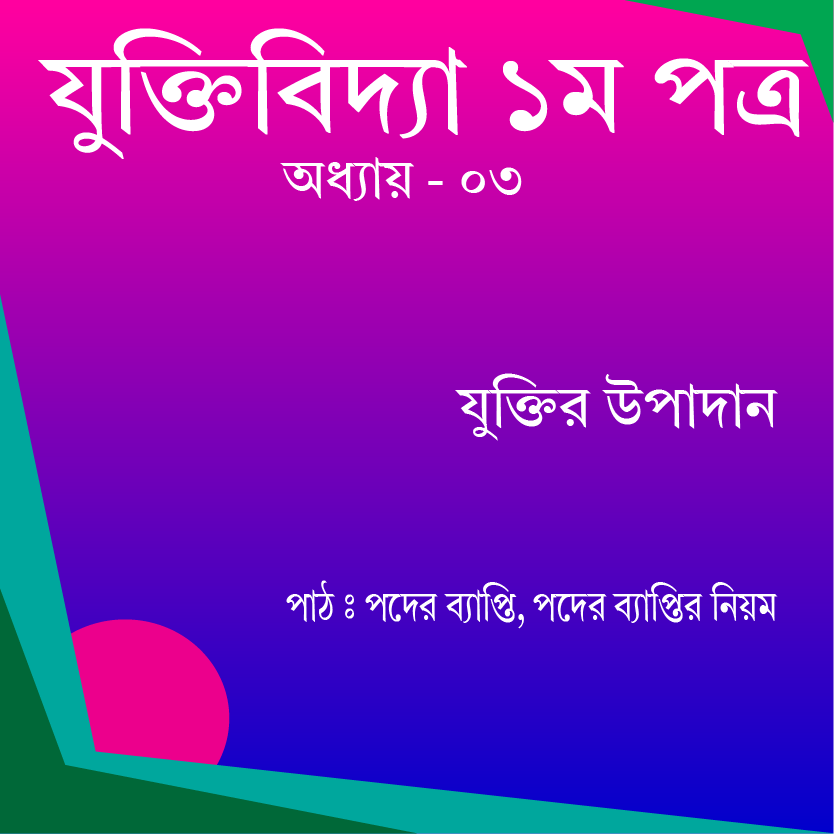 যুক্তিবিদ্যা ১ম পত্র
অধ্যায় - ০৩
যুক্তির উপাদান
পাঠ ঃ পদের ব্যাপ্তি, পদের ব্যাপ্তির নিয়ম